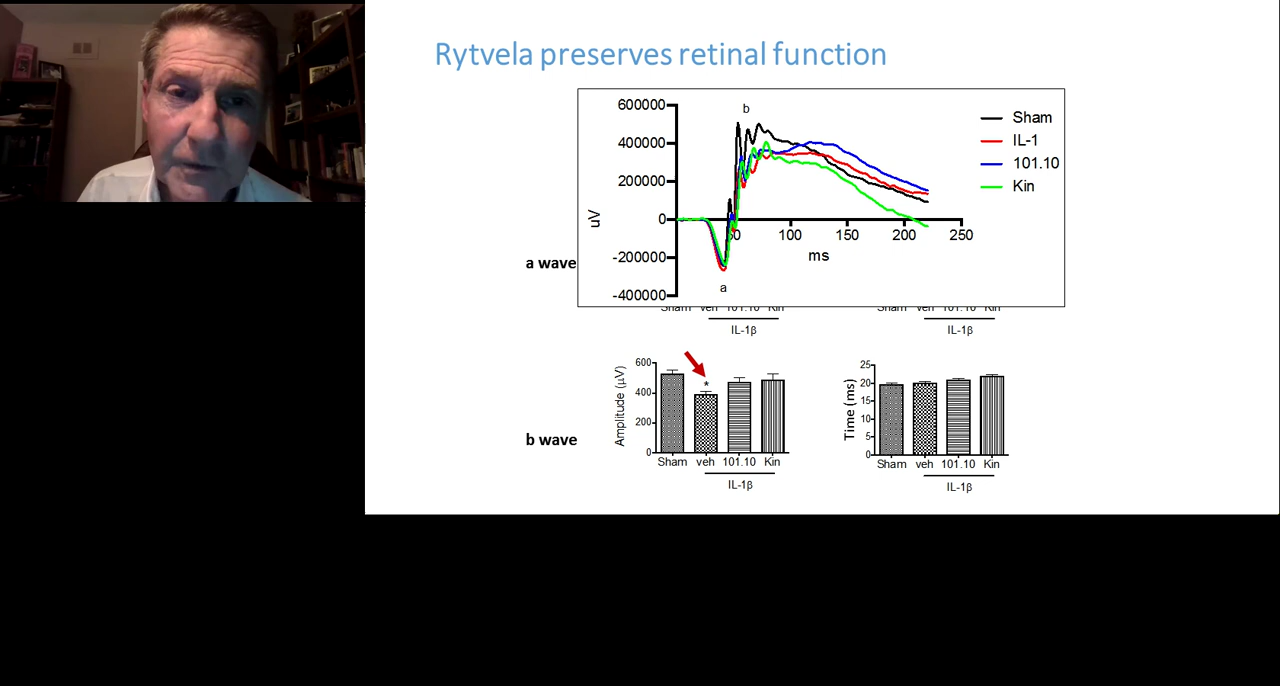 Rytvela preserves retinal function
b
600000
400000
200000
0
-200000
-400000
uV
50 100 150 200 250
ms
a
Sham
IL-1
101.10
Kin
a wave
Sham veh 101.10 Kin
IL-1β
Sham veh 101.10 Kin
IL-1β
b wave
Amplitude (µV)
600
400
200
0
*
Sham veh 101.10 Kin
IL-1β
Time (ms)
25
20
15
10
5
0
Sham veh 101.10 Kin
IL-1β